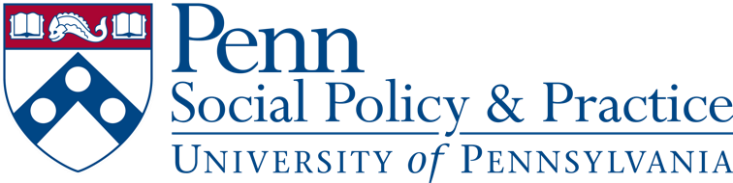 Penn
Social Policy & Practice
UNIVERSITY of PENNSYLVANIA